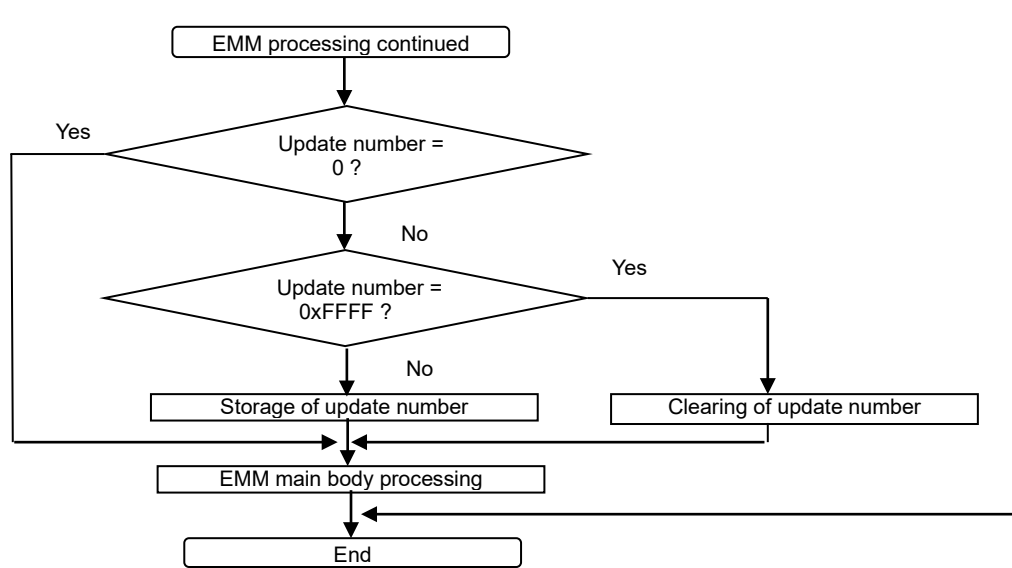 EMM processing continued
Yes
Update number =
0 ?
No
Yes
Update number =
0xFFFF ?
No
Storage of update number
Clearing of update number
EMM main body processing
End